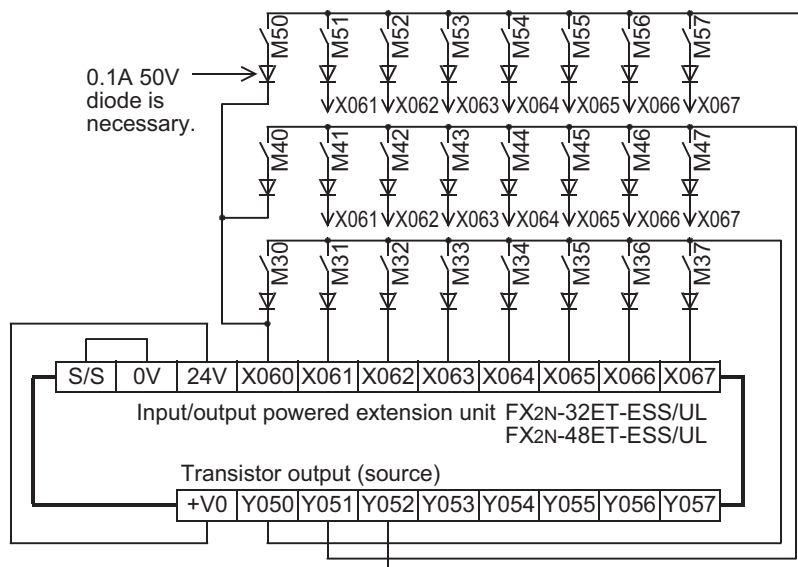 M50 M51 M52 M53 M54 M55 M56 M57
0.1A 50V
diode is
necessary.
X061 X062 X063 X064 X065 X066 X067
M40 M41 M42 M43 M44 M45 M46 M47
X061 X062 X063 X064 X065 X066 X067
M30 M31 M32 M33 M34 M35 M36 M37
S/S 0V 24V X060 X061 X062 X063 X064 X065 X066 X067
Input/output powered extension unit FX2N-32ET-ESS/UL
FX2N-48ET-ESS/UL
Transistor output (source)
+V0 Y050 Y051 Y052 Y053 Y054 Y055 Y056 Y057